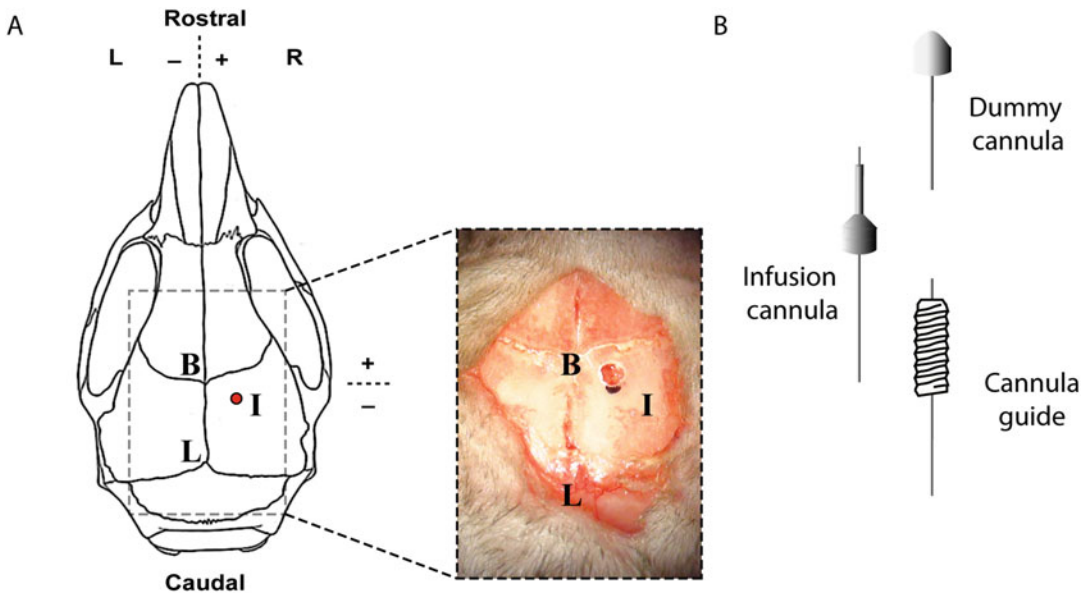 A
Rostral
L – + R
B
I
L
+
–
Caudal
B
I
L
B
Dummy
cannula
Infusion
cannula
Cannula
guide